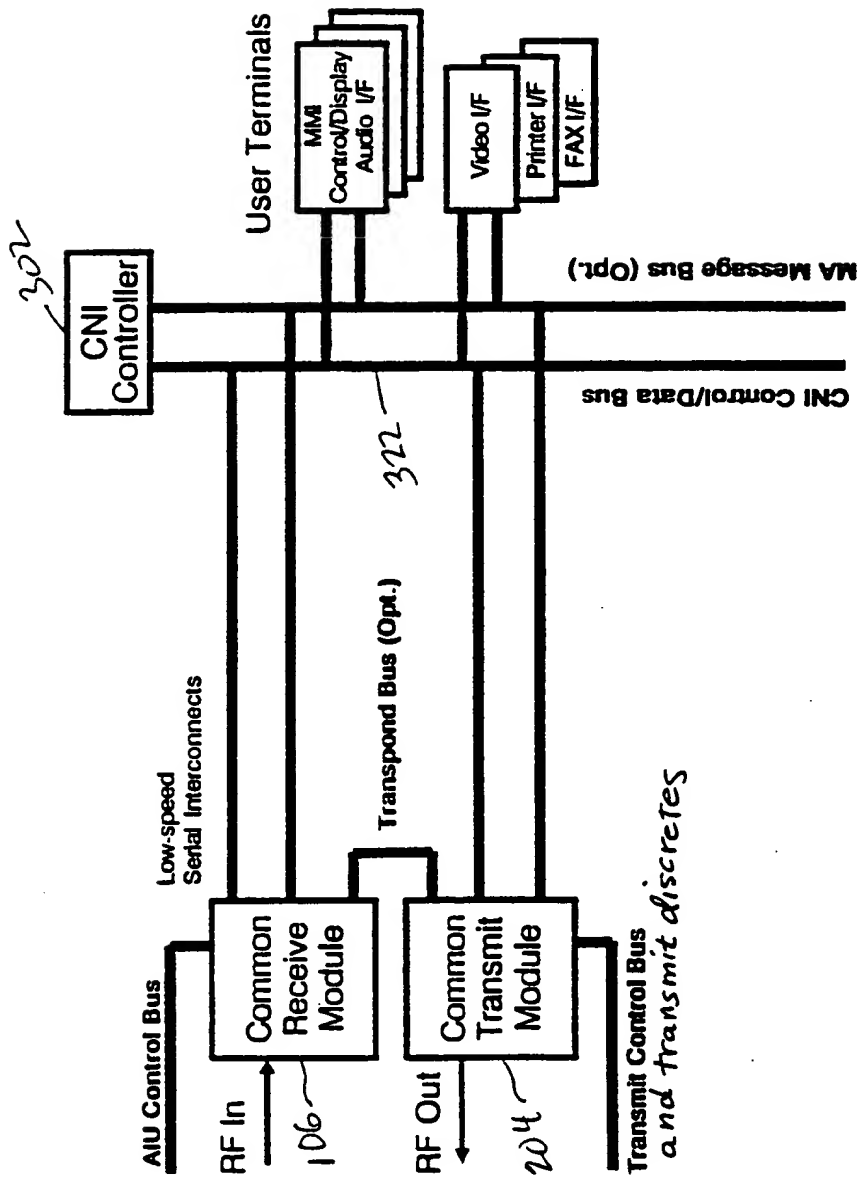 302
CNI
Controller
User Terminals
MMI
Control/Display
Audio I/F
Video I/F
Printer I/F
FAX I/F
MA Message Bus (Opt.)
CNI Control/Data Bus
322
Low-speed
Serial Interconnects
Transpond Bus (Opt.)
AIU Control Bus
RF In
Common
Receive
Module
106
RF Out
Common
Transmit
Module
204
Transmit Control Bus
and transmit discretes